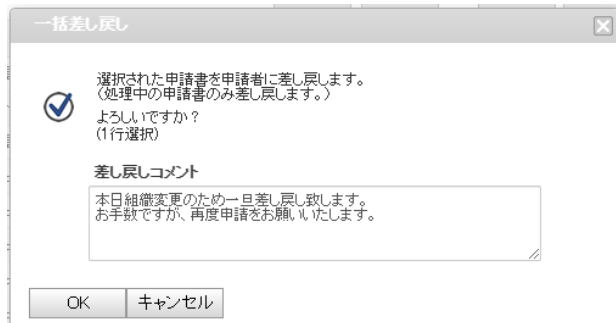 一括差し戻し
選択された申請書を申請者に差し戻します。
(処理中の申請書のみ差し戻します。)
よろしいですか？
(1行選択)
差し戻しコメント
本日組織変更のため一旦差し戻し致します。
お手数ですが、再度申請をお願いいたします。
OK
キャンセル